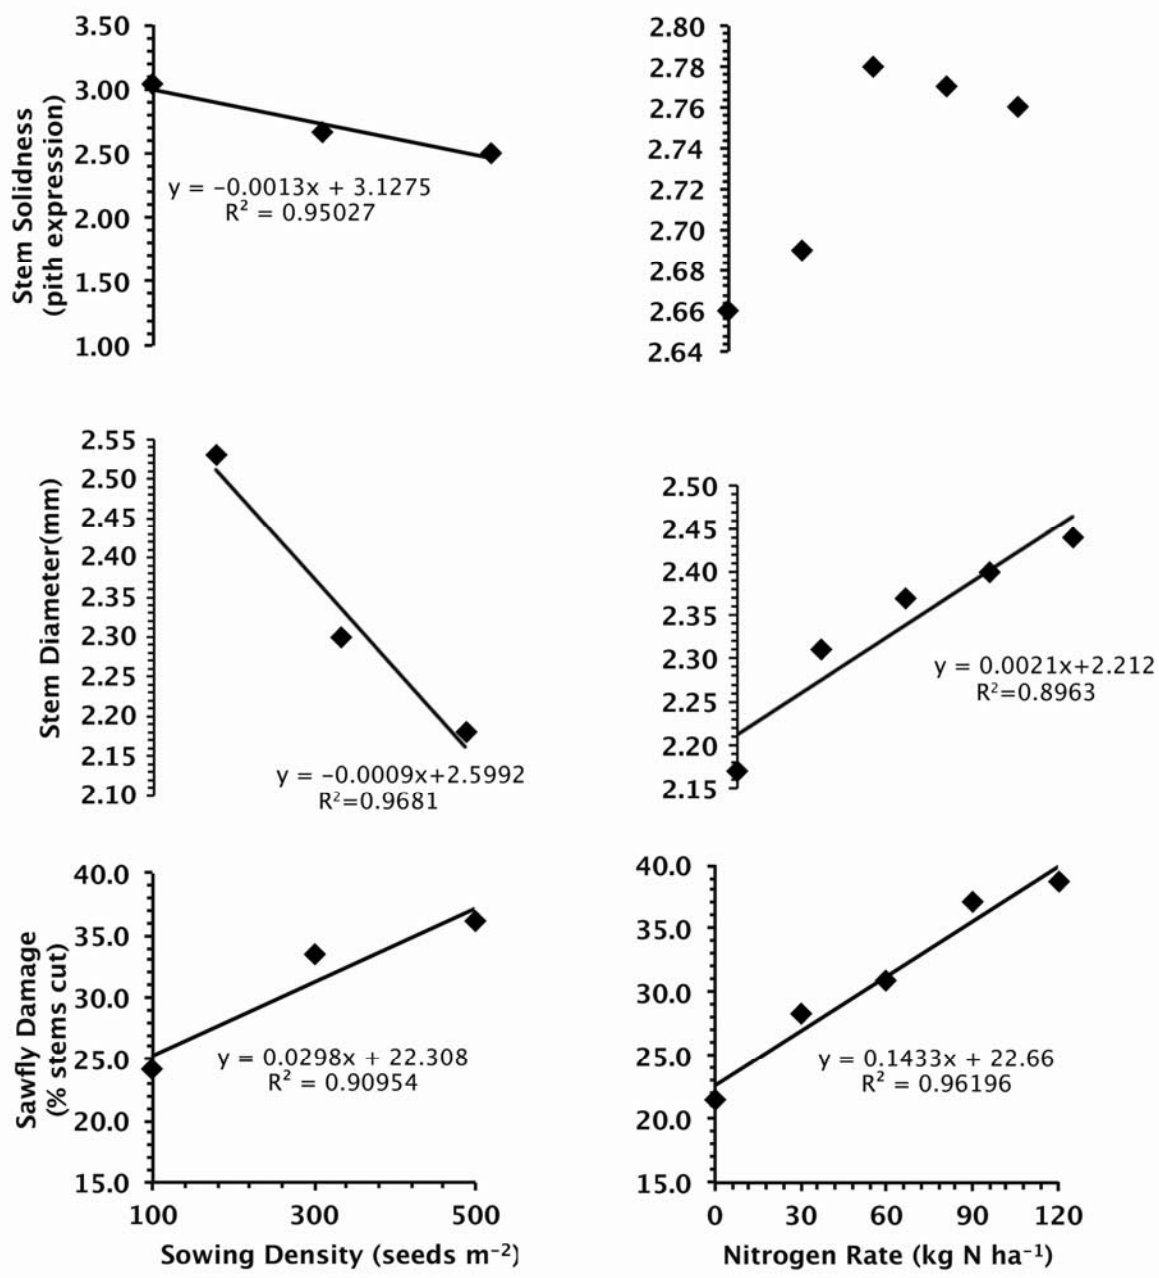 Stem Solidness
(pith expression)
3.50
3.00
2.50
2.00
1.50
1.00
y = −0.0013x + 3.1275
R² = 0.95027
2.80
2.78
2.76
2.74
2.72
2.70
2.68
2.66
2.64
Stem Diameter(mm)
2.55
2.50
2.45
2.40
2.35
2.30
2.25
2.20
2.15
2.10
y = −0.0009x+2.5992
R²=0.9681
2.50
2.45
2.40
2.35
2.30
2.25
2.20
2.15
y = 0.0021x+2.212
R²=0.8963
Sawfly Damage
(% stems cut)
40.0
35.0
30.0
25.0
20.0
15.0
y = 0.0298x + 22.308
R² = 0.90954
100 300 500
Sowing Density (seeds m⁻²)
40.0
35.0
30.0
25.0
20.0
15.0
y = 0.1433x + 22.66
R² = 0.96196
0 30 60 90 120
Nitrogen Rate (kg N ha⁻¹)